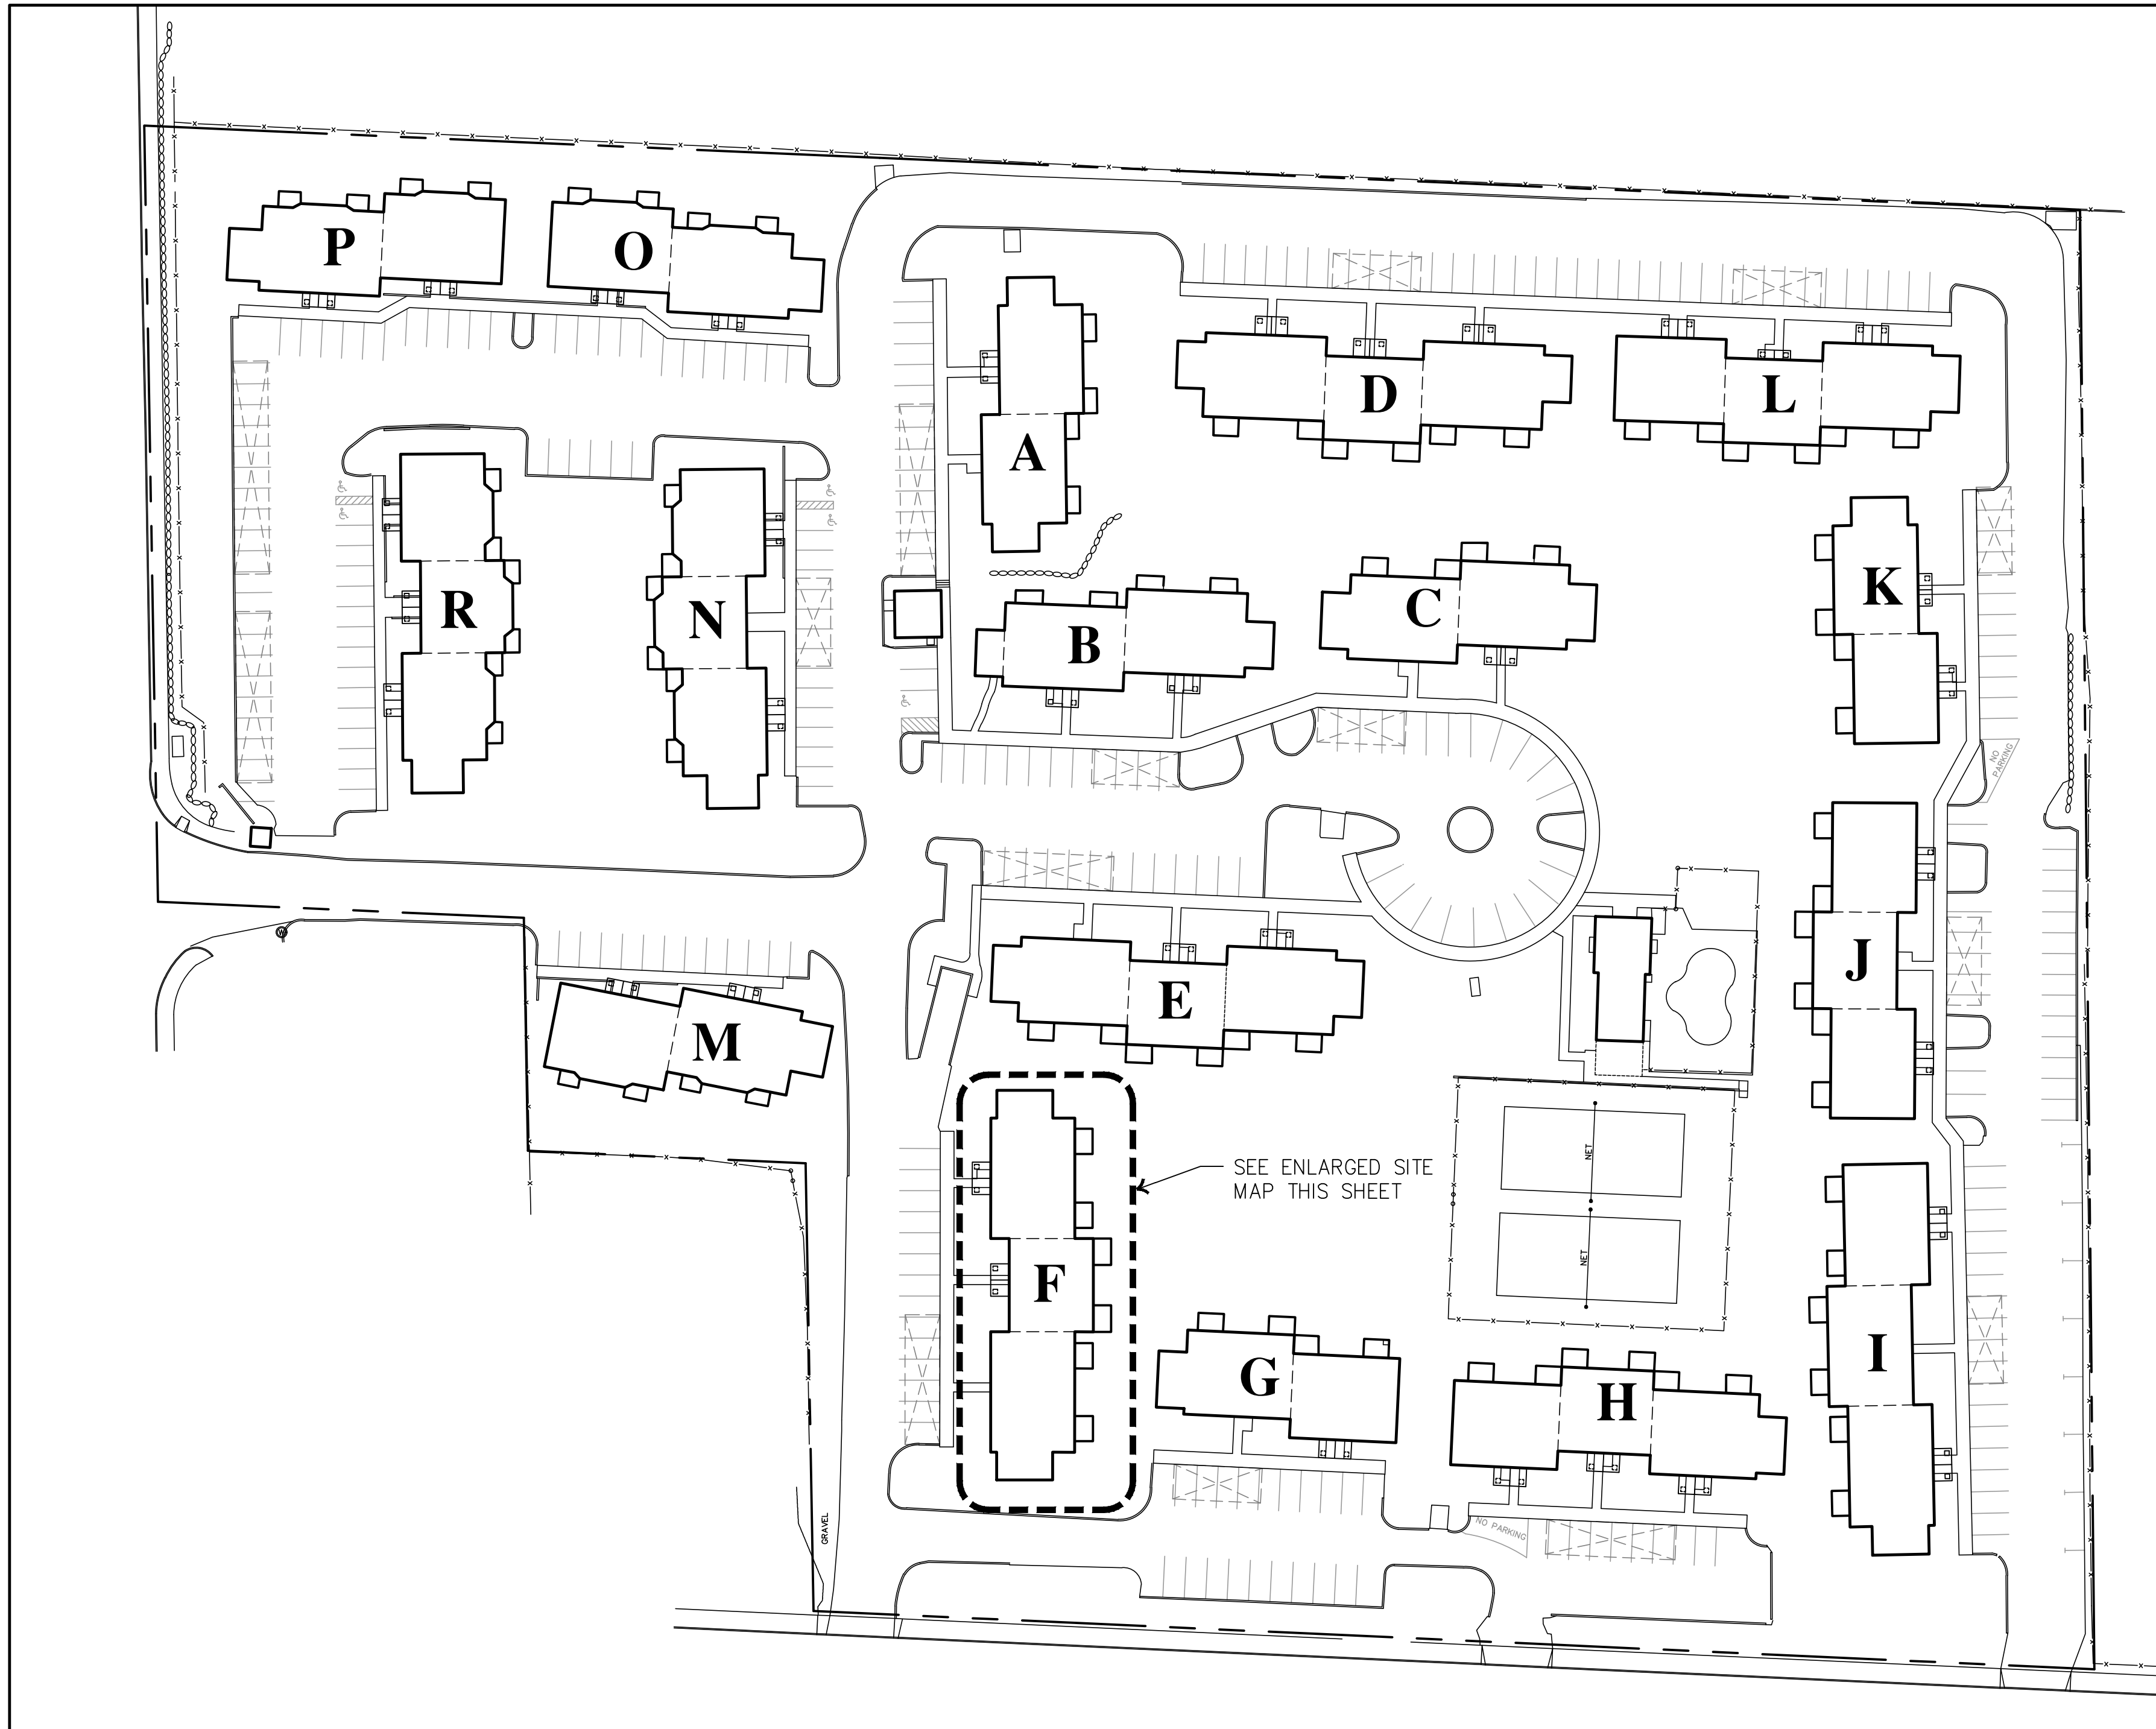 P
O
D
L
A
K
R
N
B
C
NO
PARKING
J
E
M
W
SEE ENLARGED SITE
MAP THIS SHEET
NET
NET
F
G
H
I
NO PARKING
GRAVEL